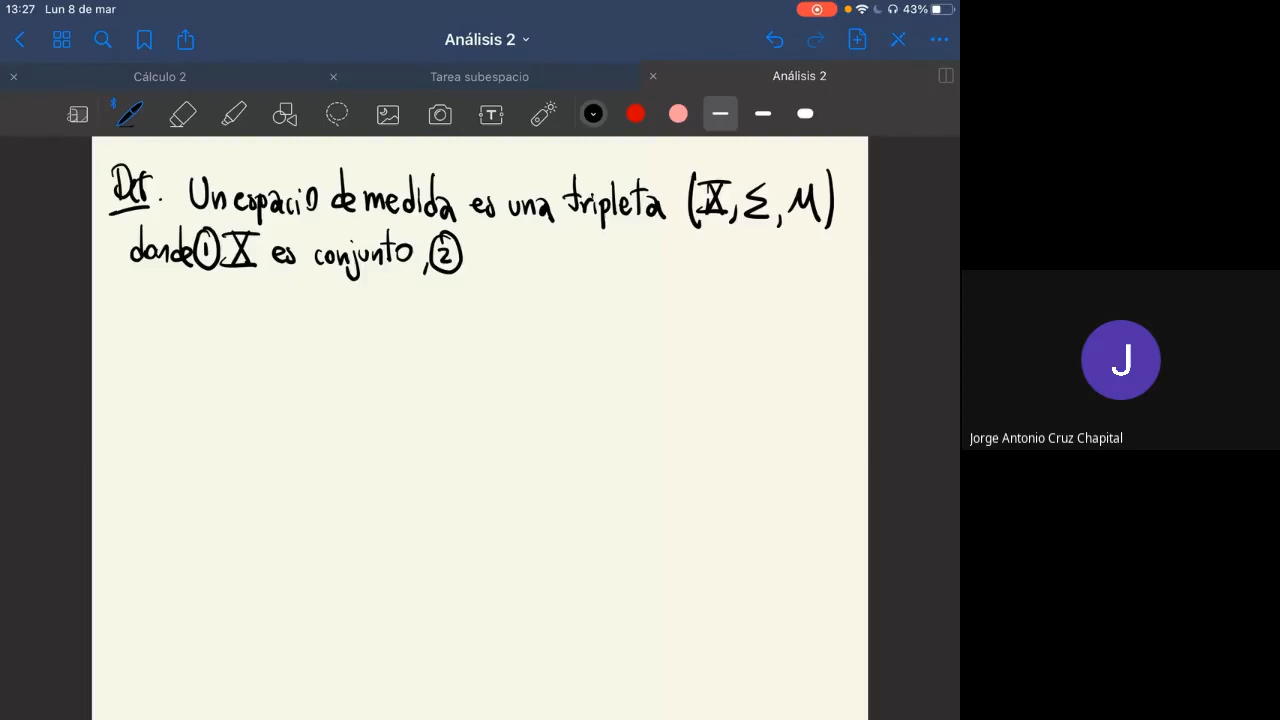 13:27 Lun 8 de mar 43%
Análisis 2
Cálculo 2 Tarea subespacio Análisis 2
Def. Un espacio de medida es una tripleta (X, Σ, μ)
donde ① X es conjunto, ②
J
Jorge Antonio Cruz Chapital